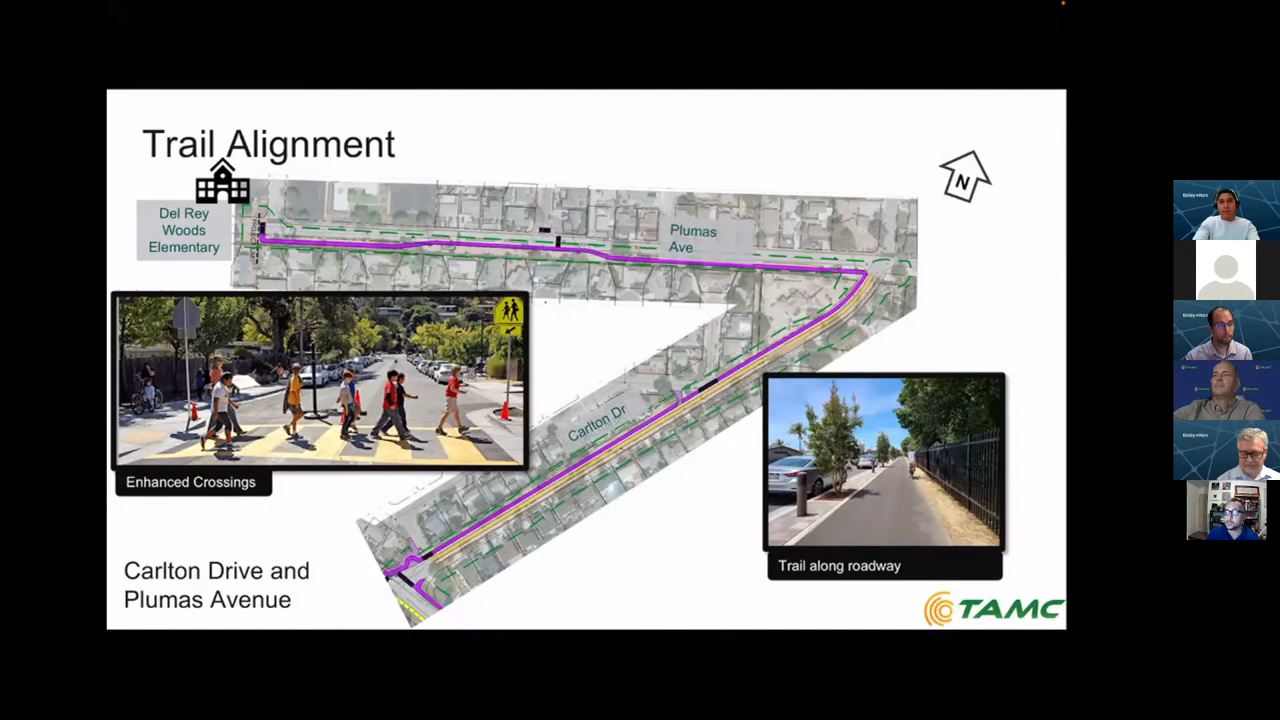 Trail Alignment
N
Del Rey
Woods
Elementary
Plumas
Ave
Carlton Dr
Enhanced Crossings
Trail along roadway
Carlton Drive and
Plumas Avenue
TAMC